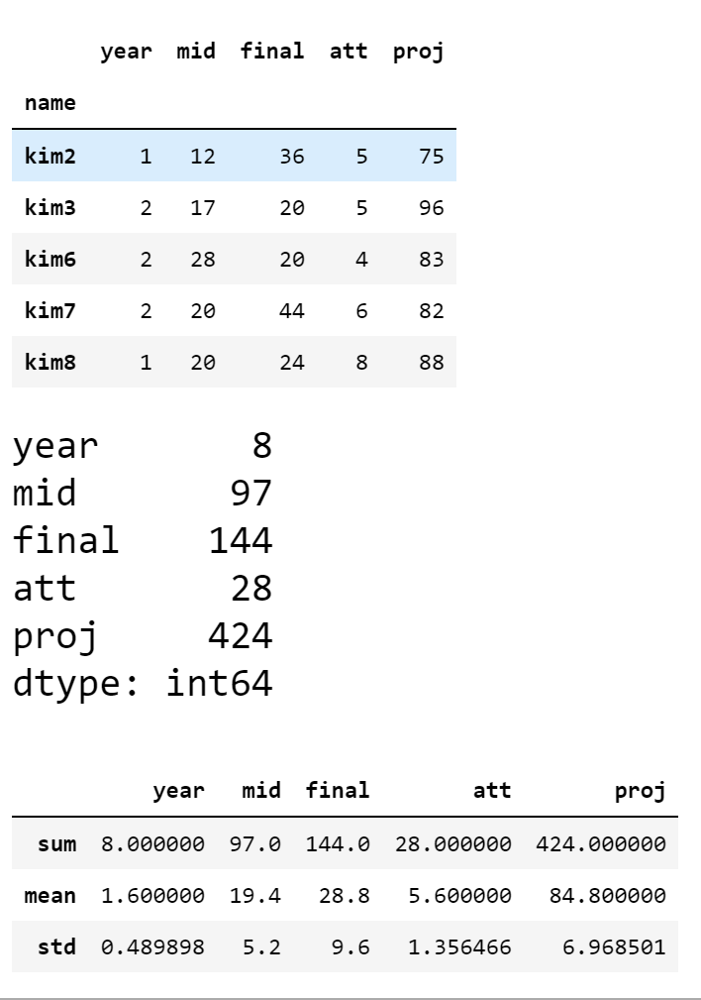 year mid final att proj
name
kim2 1 12 36 5 75
kim3 2 17 20 5 96
kim6 2 28 20 4 83
kim7 2 20 44 6 82
kim8 1 20 24 8 88
year 8
mid 97
final 144
att 28
proj 424
dtype: int64
year mid final att proj
sum 8.000000 97.0 144.0 28.000000 424.000000
mean 1.600000 19.4 28.8 5.600000 84.800000
std 0.489898 5.2 9.6 1.356466 6.968501